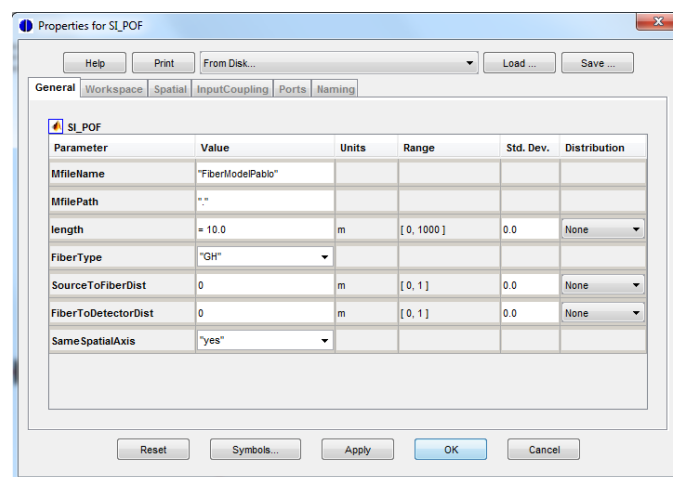 Properties for SI_POF
x
Help Print From Disk... Load ... Save ...
General Workspace Spatial InputCoupling Ports Naming
SI_POF
Parameter Value Units Range Std. Dev. Distribution
MfileName "FiberModelPablo"
MfilePath "."
length = 10.0 m [ 0, 1000 ] 0.0 None
FiberType "GH"
SourceToFiberDist 0 m [ 0, 1 ] 0.0 None
FiberToDetectorDist 0 m [ 0, 1 ] 0.0 None
SameSpatialAxis "yes"
Reset Symbols... Apply OK Cancel